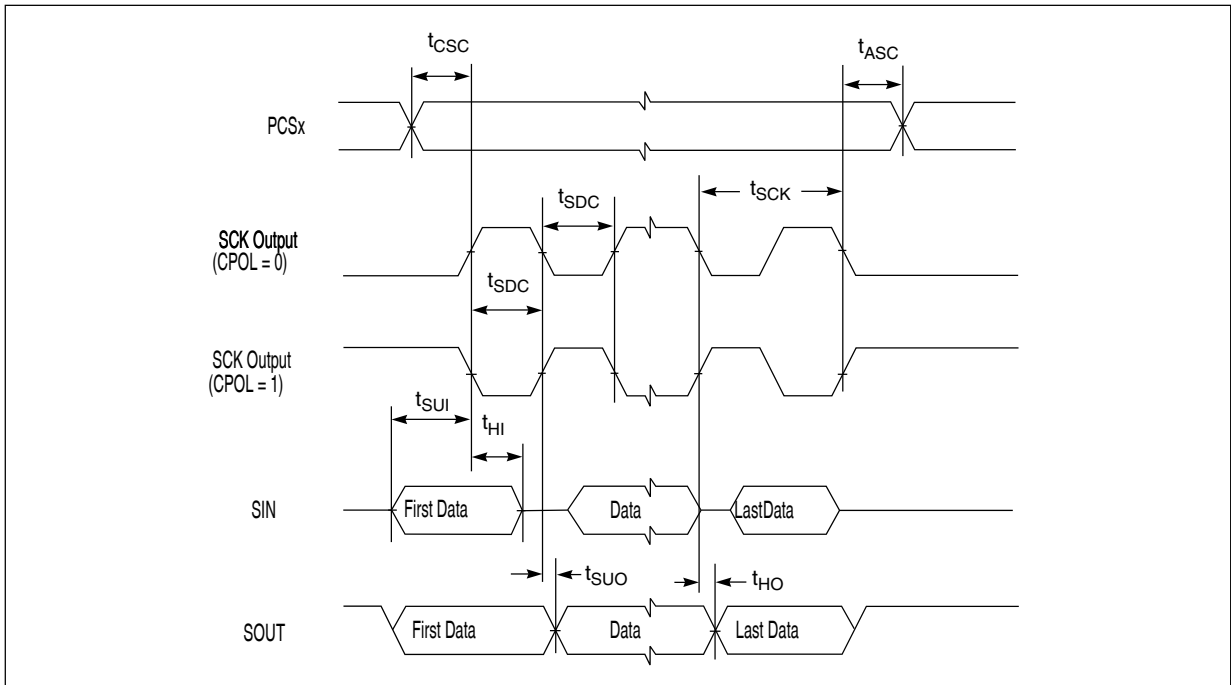 tCSC
tASC
PCSx
tSCK
tSDC
SCK Output
(CPOL = 0)
tSDC
SCK Output
(CPOL = 1)
tSUI
tHI
SIN
First Data
Data
LastData
tSUO
tHO
SOUT
First Data
Data
Last Data